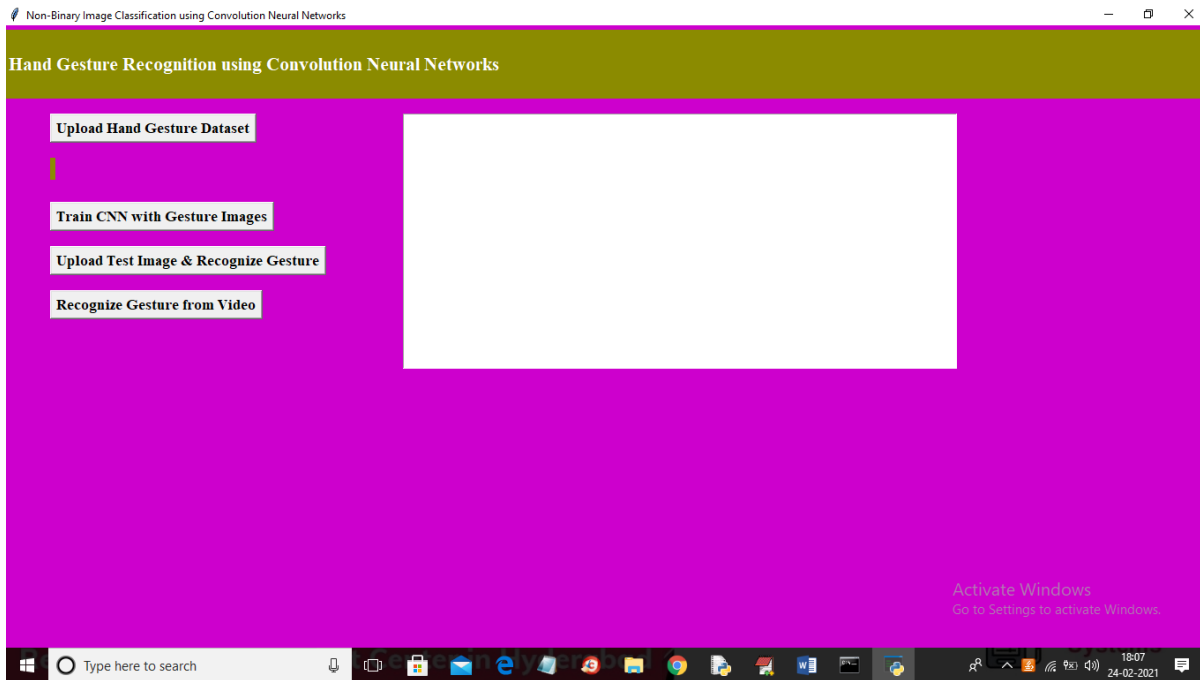 Non-Binary Image Classification using Convolution Neural Networks
Hand Gesture Recognition using Convolution Neural Networks
Upload Hand Gesture Dataset
Train CNN with Gesture Images
Upload Test Image & Recognize Gesture
Recognize Gesture from Video
Activate Windows
Go to Settings to activate Windows.
Type here to search
18:07
24-02-2021